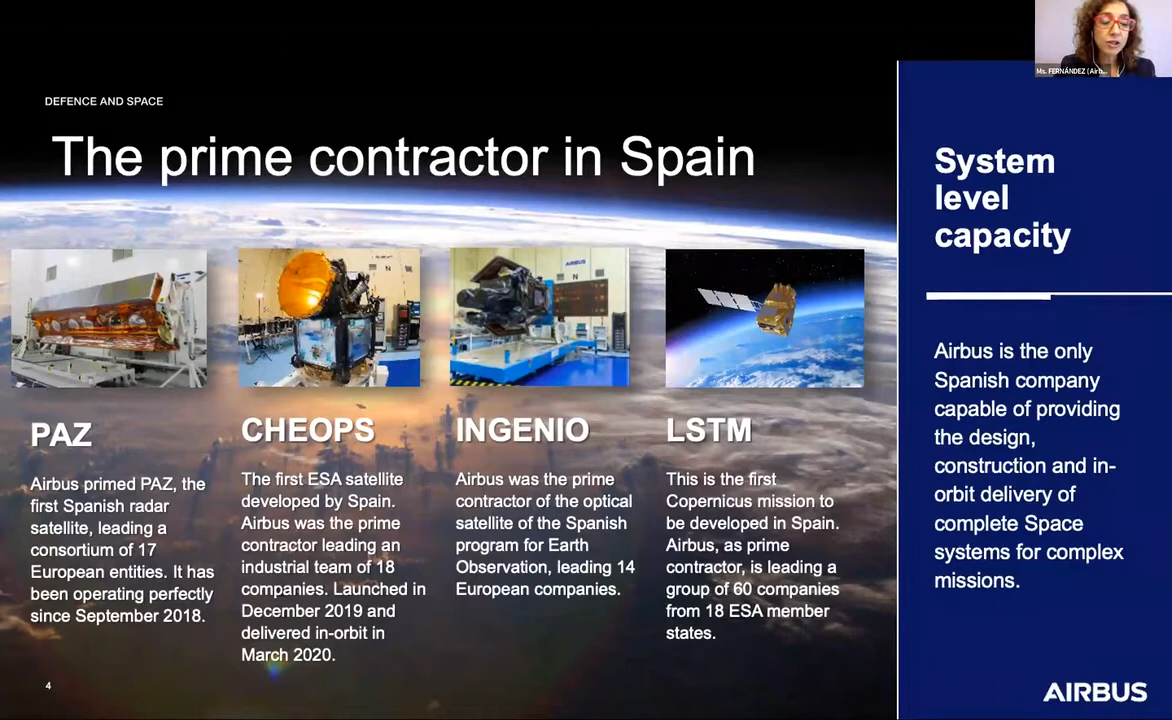 Ms. FERNÁNDEZ (Airb...
DEFENCE AND SPACE
The prime contractor in Spain
AIRBUS
PAZ
Airbus primed PAZ, the
first Spanish radar
satellite, leading a
consortium of 17
European entities. It has
been operating perfectly
since September 2018.
CHEOPS
The first ESA satellite
developed by Spain.
Airbus was the prime
contractor leading an
industrial team of 18
companies. Launched in
December 2019 and
delivered in-orbit in
March 2020.
INGENIO
Airbus was the prime
contractor of the optical
satellite of the Spanish
program for Earth
Observation, leading 14
European companies.
LSTM
This is the first
Copernicus mission to
be developed in Spain.
Airbus, as prime
contractor, is leading a
group of 60 companies
from 18 ESA member
states.
System
level
capacity
Airbus is the only
Spanish company
capable of providing
the design,
construction and in-
orbit delivery of
complete Space
systems for complex
missions.
4
AIRBUS